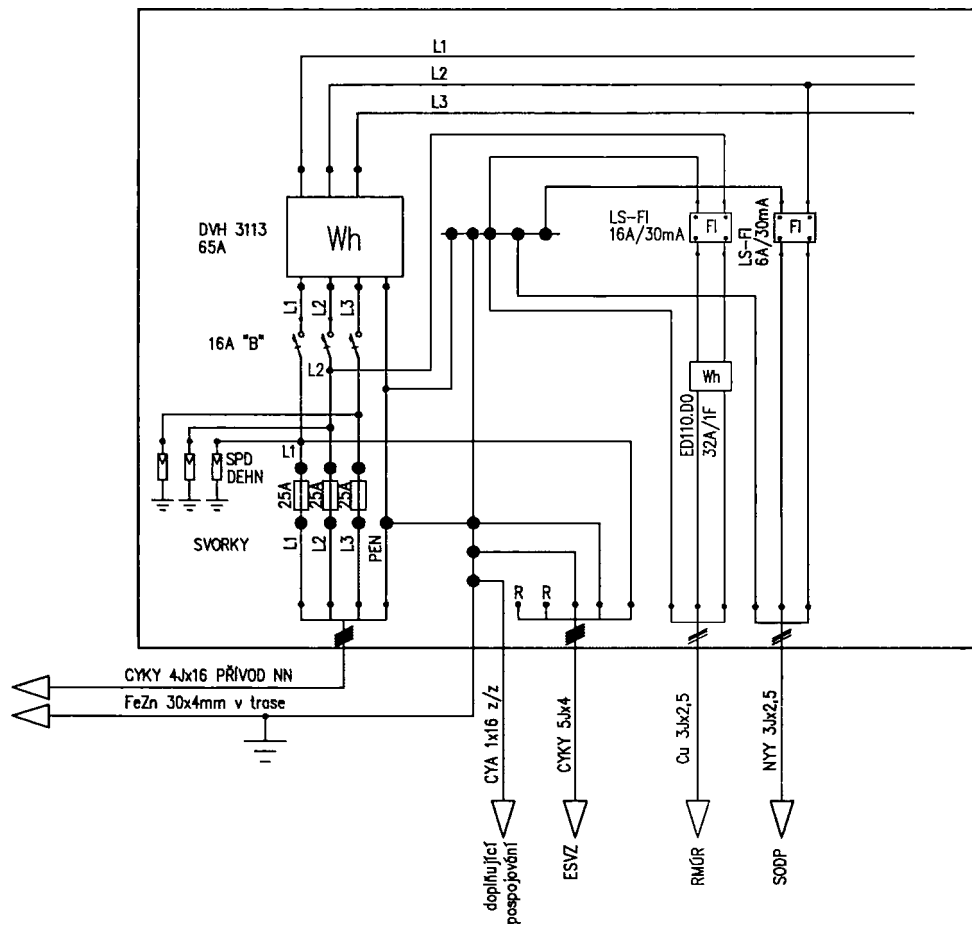 L1
L2
L3
DVH 3113
65A
Wh
LS-FI
16A/30mA
FI
LS-FI
6A/30mA
FI
L1
L2
L3
16A "B"
L2
Wh
ED110.D0
32A/1F
L1
SPD
DEHN
25A
25A
25A
SVORKY
L1
L2
L3
PEN
R
R
CYKY 4Jx16 PŘÍVOD NN
FeZn 30x4mm v trase
CYA 1x16 z/z
CYKY 5Jx4
Cu 3Jx2,5
NYY 3Jx2,5
doplňující
pospojování
ESVZ
RMŮR
SODP